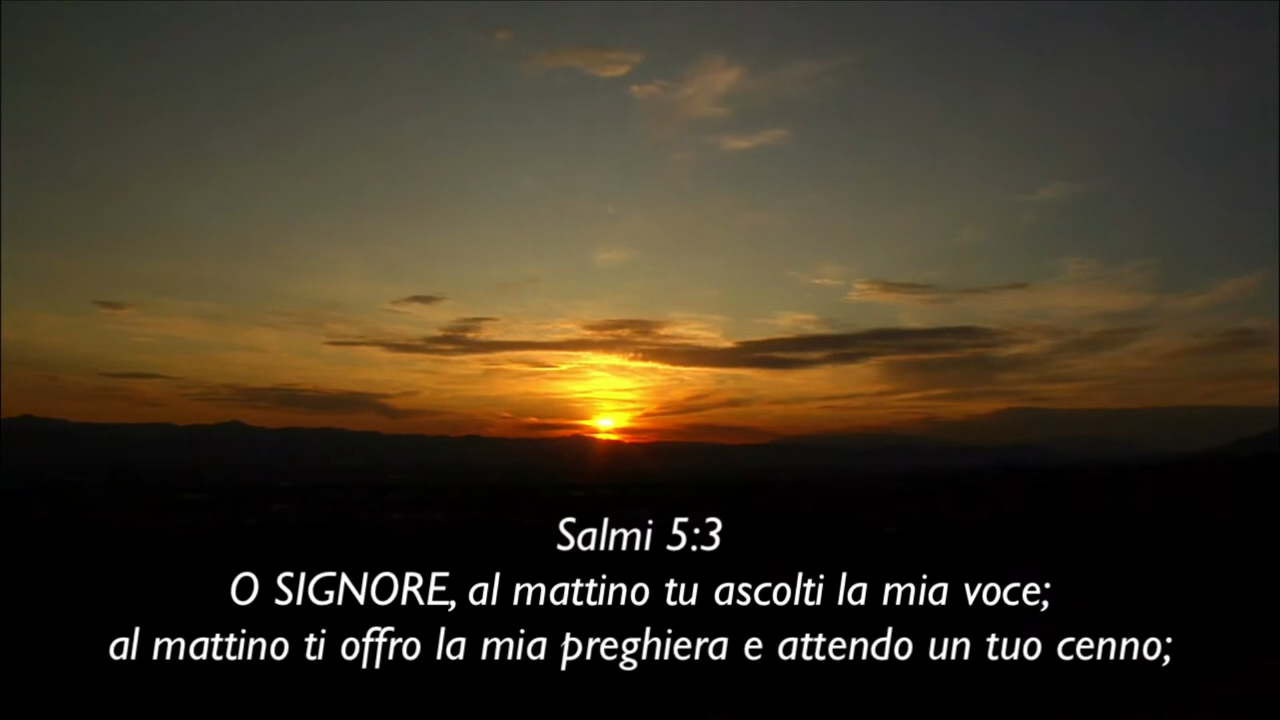 Salmi 5:3
O SIGNORE, al mattino tu ascolti la mia voce;
al mattino ti offro la mia preghiera e attendo un tuo cenno;